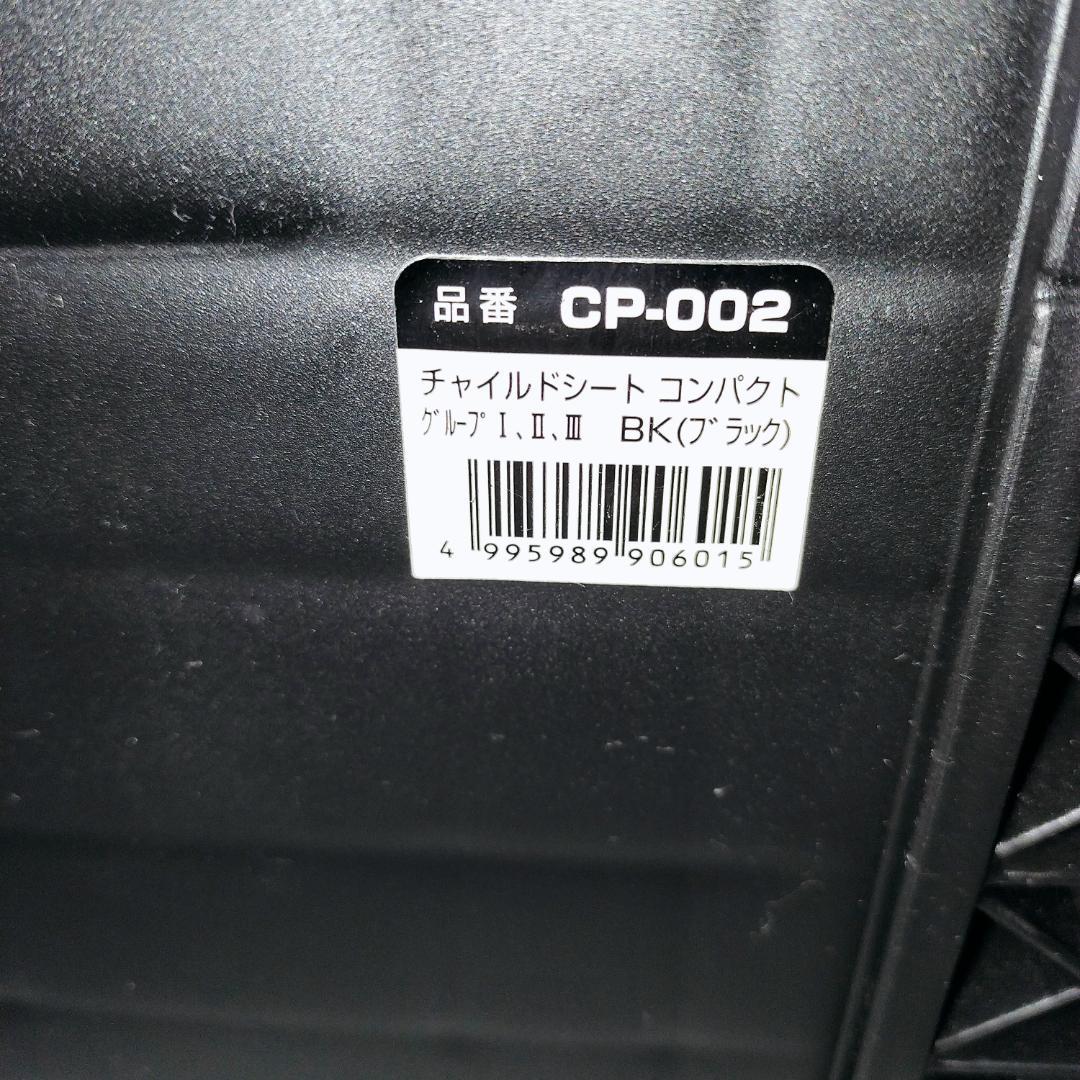 品番 CP-002
チャイルドシート コンパクト
ｸﾞﾙｰﾌﾟ Ⅰ、Ⅱ、Ⅲ BK(ﾌﾞﾗｯｸ)
4 995989 906015